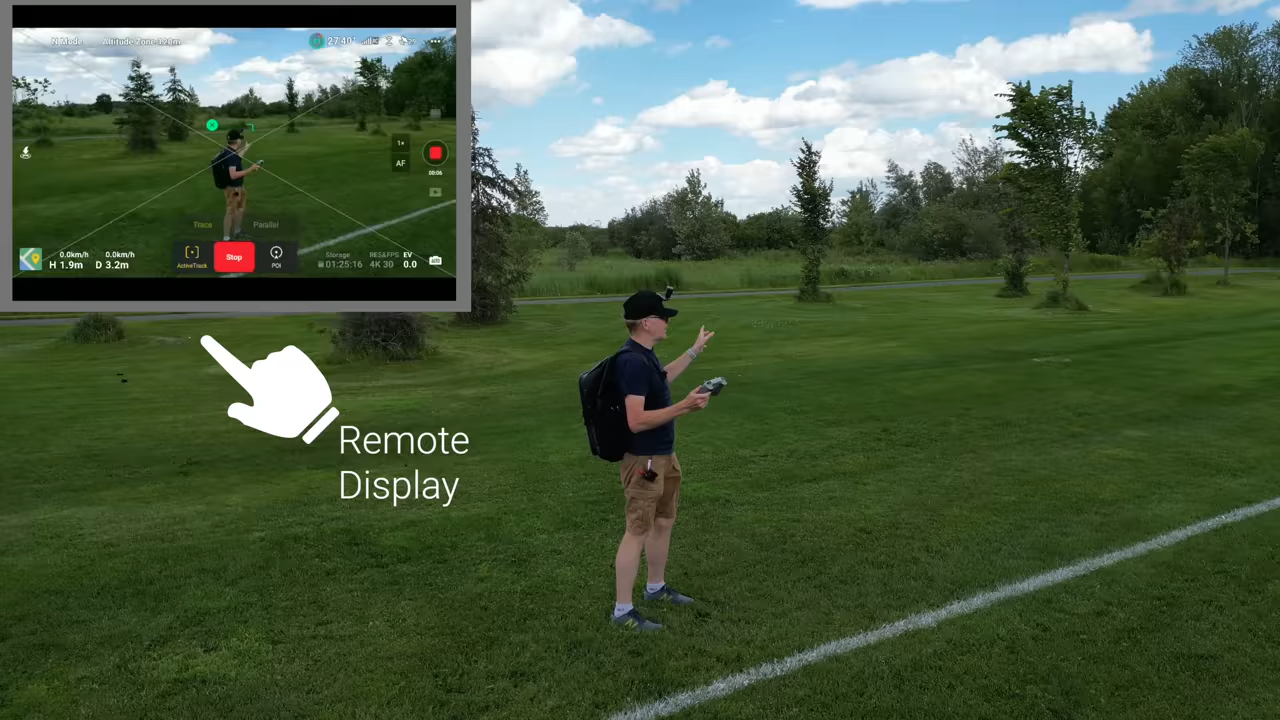 N Mode Altitude Zone:120m 27'40"
1x
AF
00:06
Trace Parallel
0.0km/h 0.0km/h
H 1.9m D 3.2m
ActiveTrack
Stop
POI
Storage RES&FPS EV
01:25:16 4K 30 0.0
Remote
Display